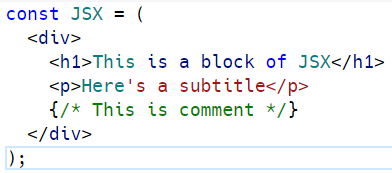 const JSX = (
  <div>
    <h1>This is a block of JSX</h1>
    <p>Here's a subtitle</p>
    {/* This is comment */}
  </div>
);